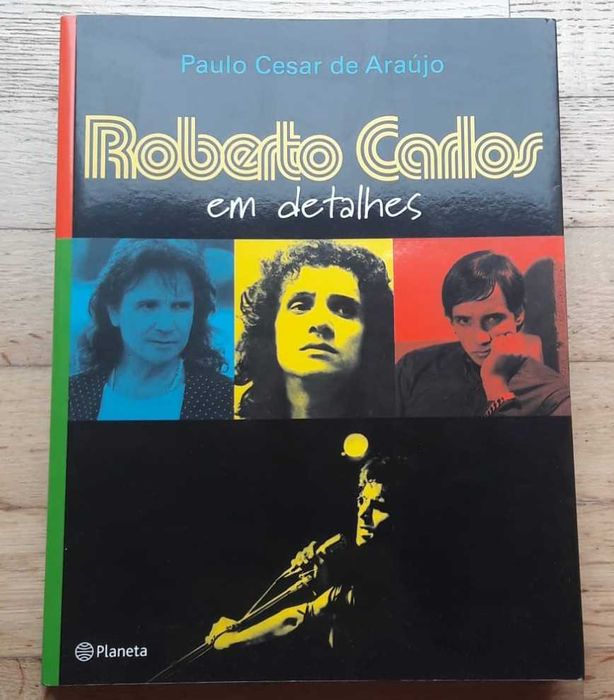 Paulo Cesar de Araújo
Roberto Carlos
em detalhes
Planeta